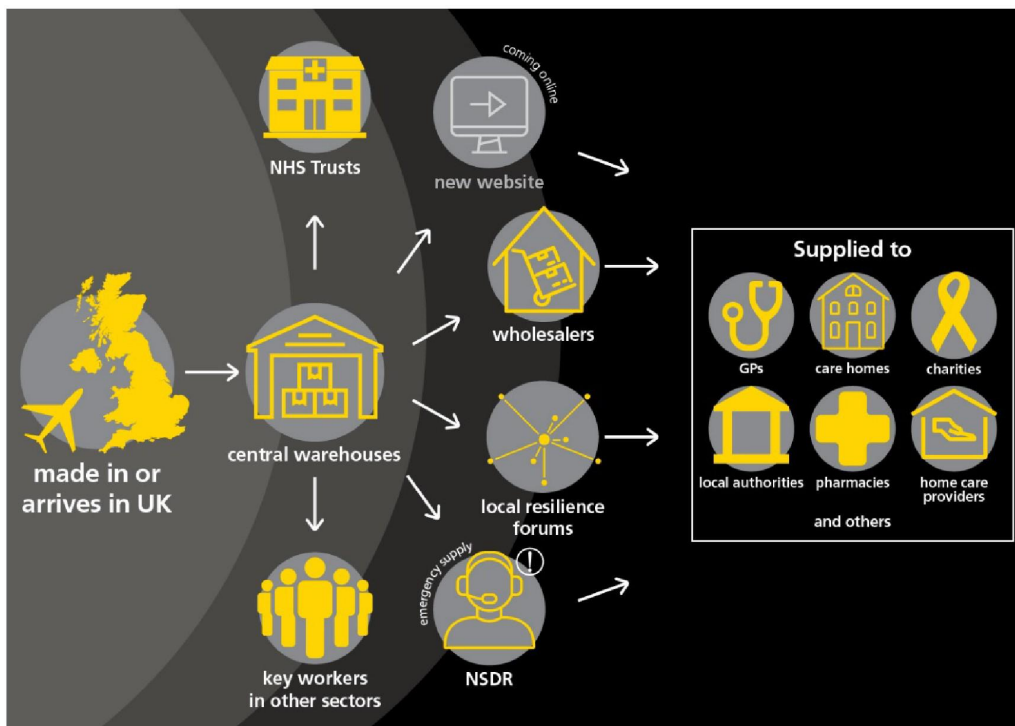 coming online
NHS Trusts
new website
Supplied to
wholesalers
GPs
care homes
charities
made in or
arrives in UK
central warehouses
local authorities
pharmacies
home care
providers
local resilience
forums
and others
emergency supply
!
key workers
in other sectors
NSDR